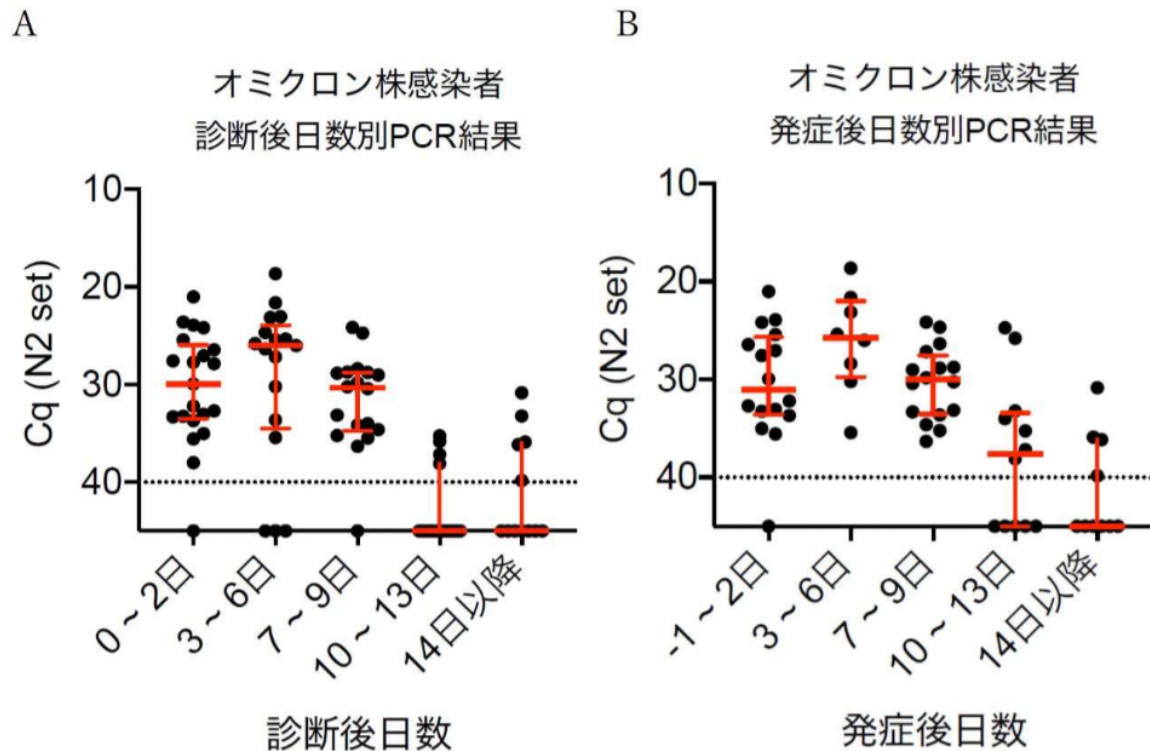 A
オミクロン株感染者
診断後日数別PCR結果
Cq (N2 set)
10
20
30
40
0 ~ 2日
3 ~ 6日
7 ~ 9日
10 ~ 13日
14日以降
診断後日数
B
オミクロン株感染者
発症後日数別PCR結果
Cq (N2 set)
10
20
30
40
-1 ~ 2日
3 ~ 6日
7 ~ 9日
10 ~ 13日
14日以降
発症後日数